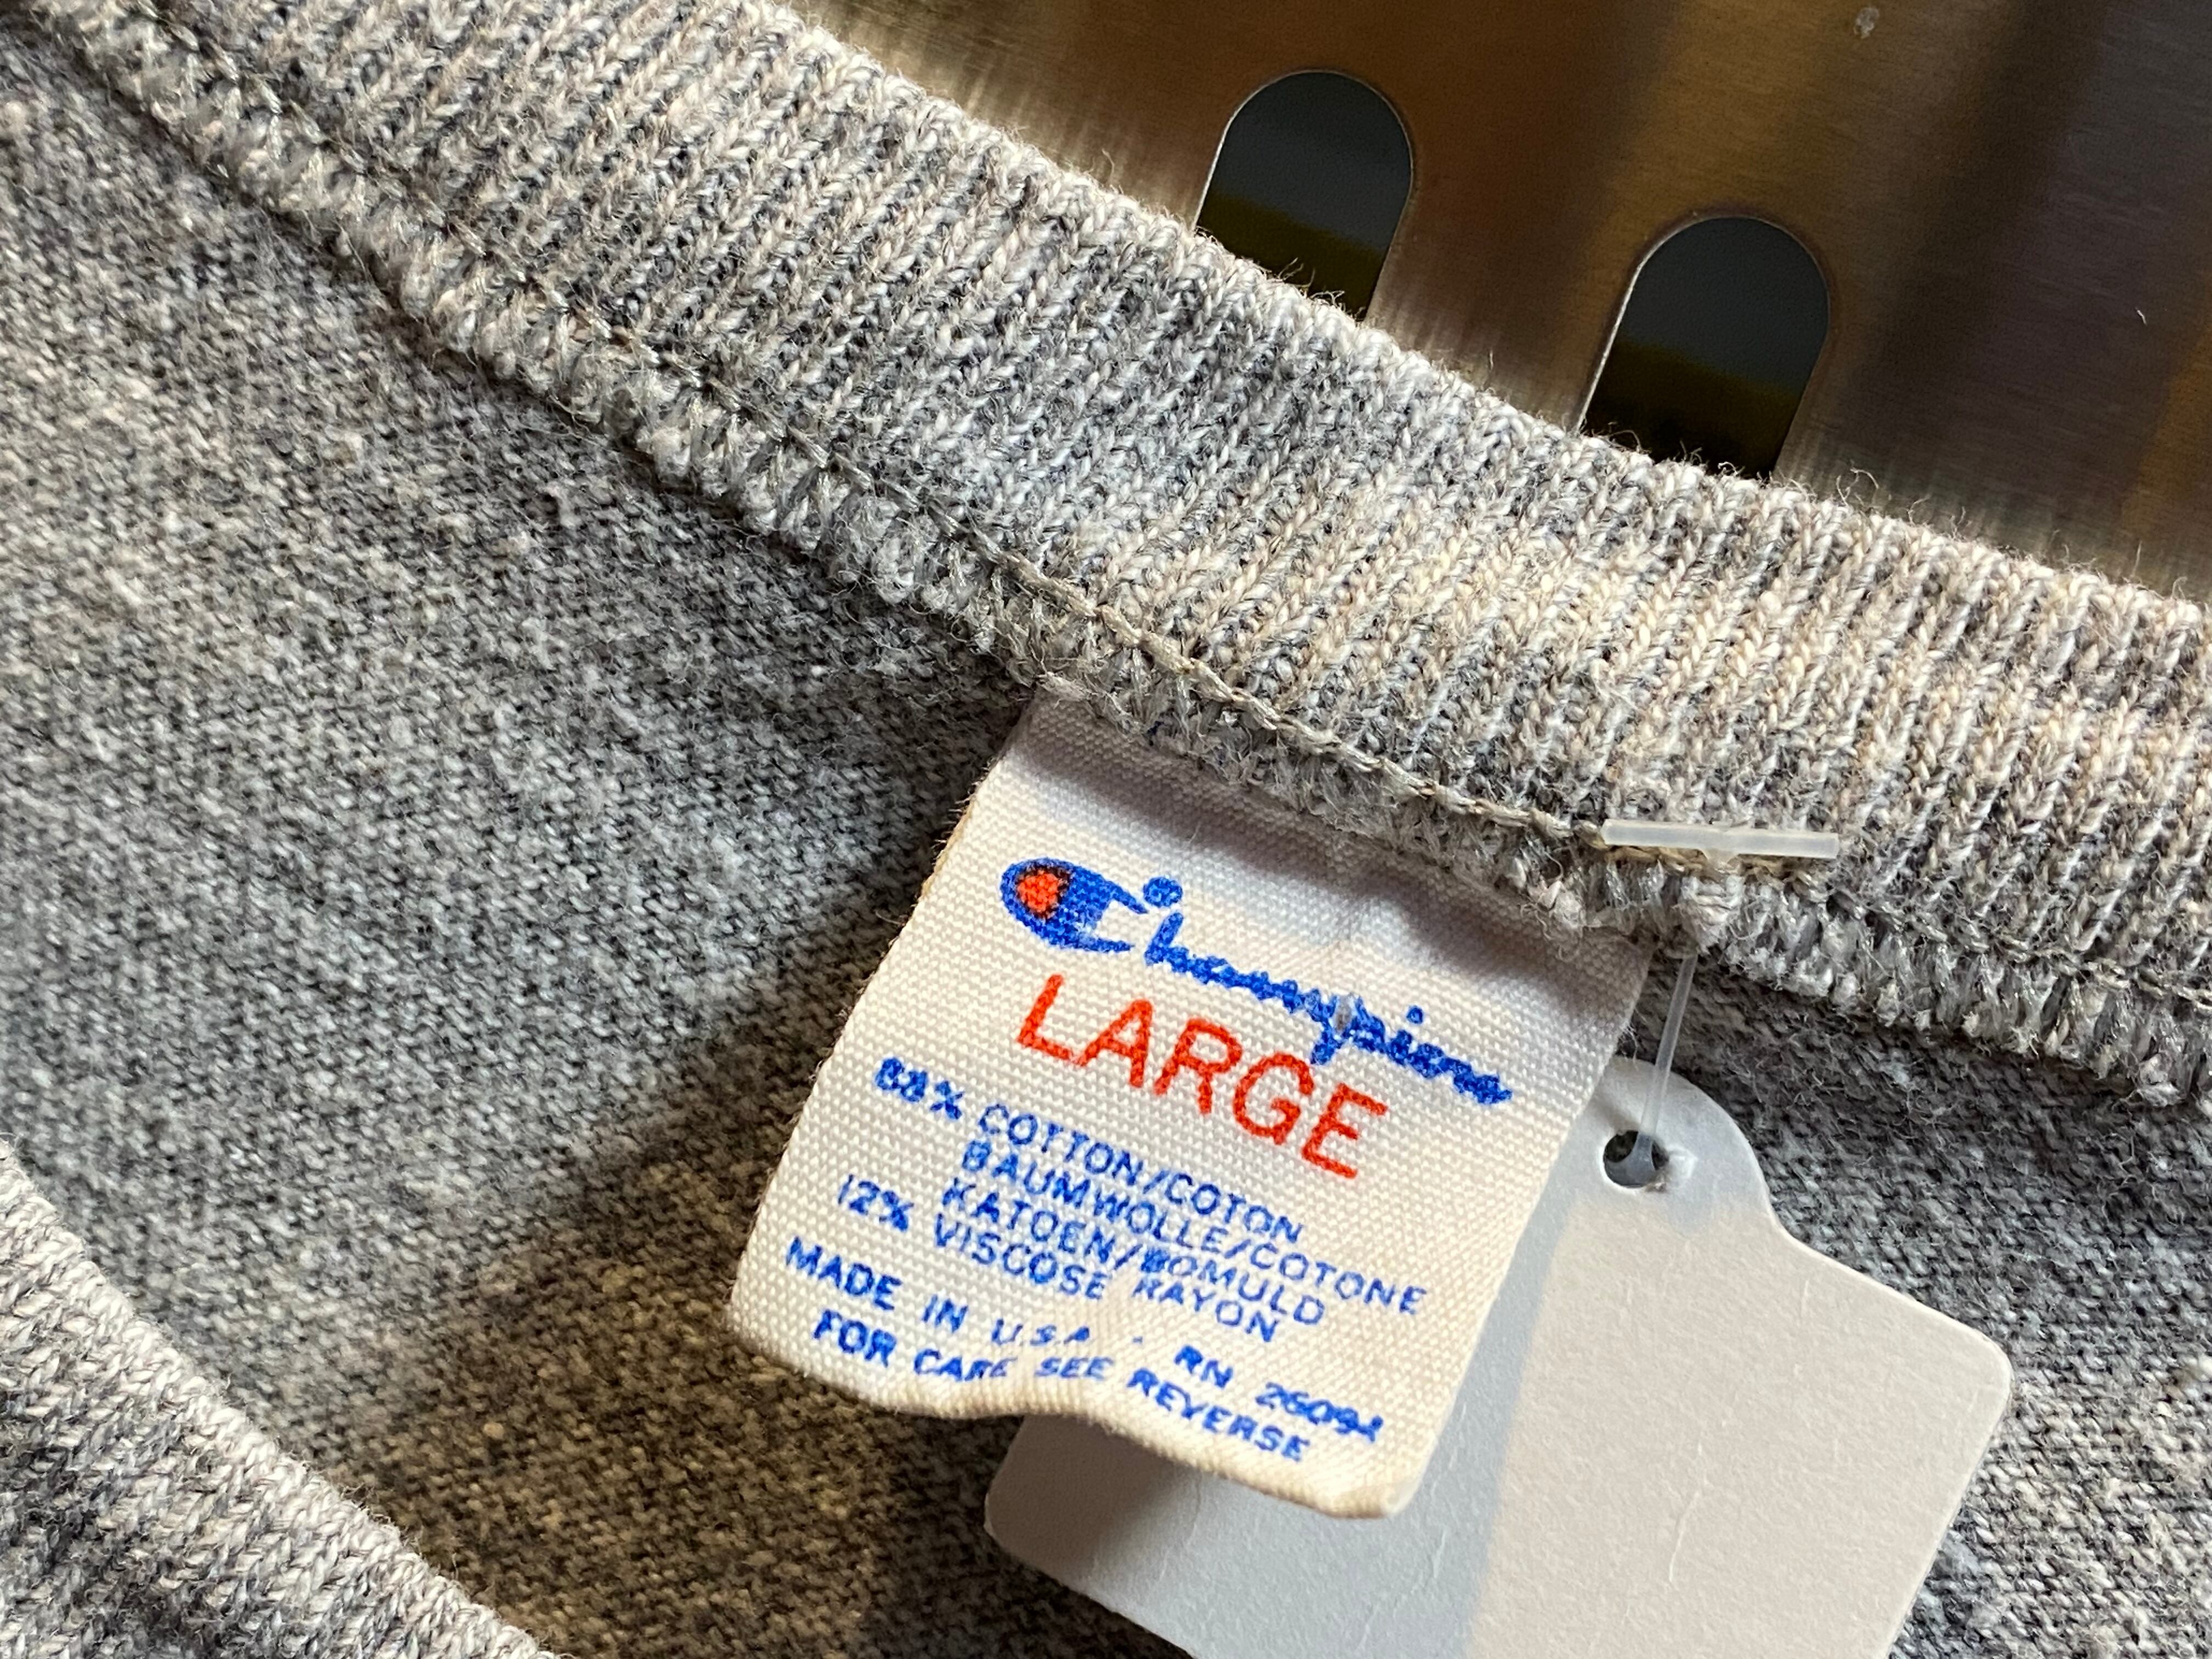 Champion
LARGE
88% COTTON/COTON
BAUMWOLLE/COTONE
KATOEN/BOMULD
12% VISCOSE RAYON
MADE IN U.S.A. - RN 26094
FOR CARE SEE REVERSE